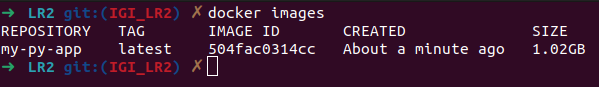 ➜ LR2 git:(IGI_LR2) ✗ docker images
REPOSITORY TAG IMAGE ID CREATED SIZE
my-py-app latest 504fac0314cc About a minute ago 1.02GB
➜ LR2 git:(IGI_LR2) ✗